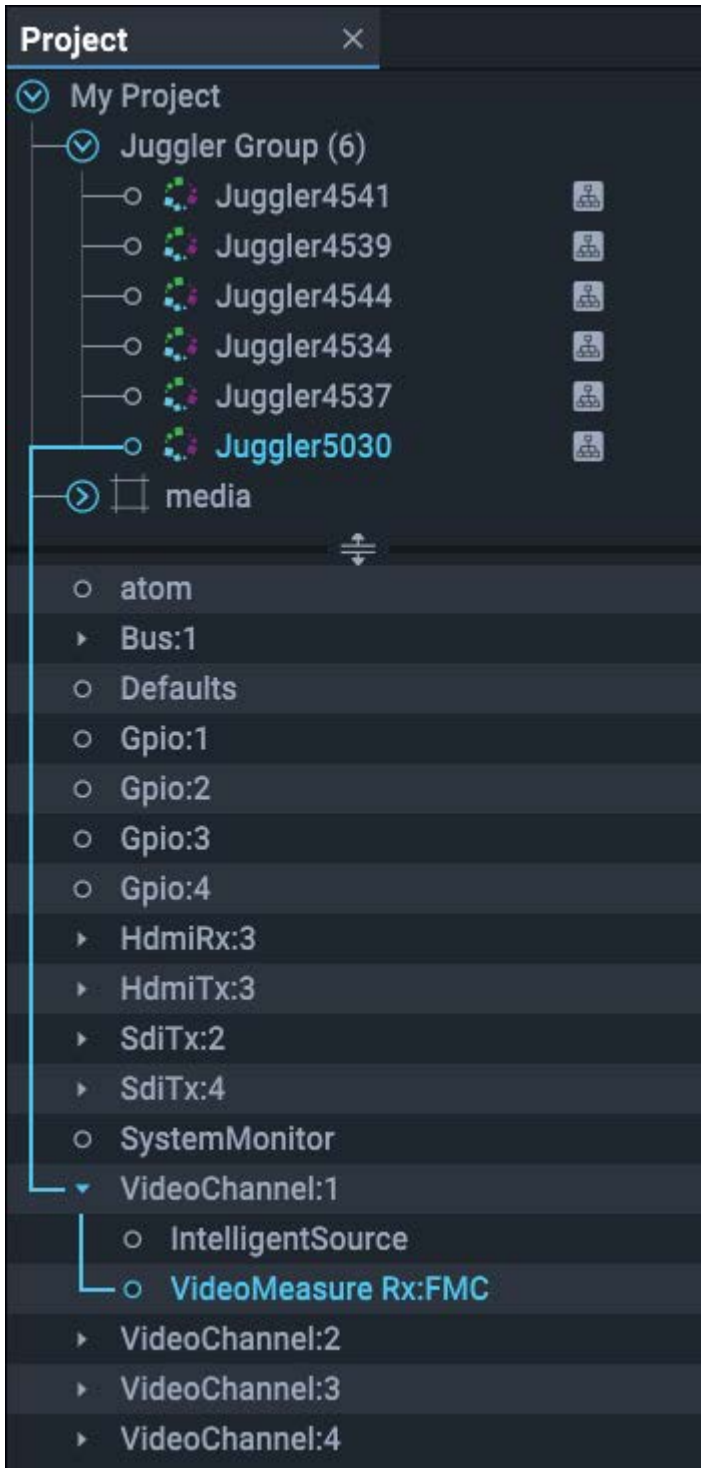 Project
My Project
Juggler Group (6)
Juggler4541
Juggler4539
Juggler4544
Juggler4534
Juggler4537
Juggler5030
media
atom
Bus:1
Defaults
Gpio:1
Gpio:2
Gpio:3
Gpio:4
HdmiRx:3
HdmiTx:3
SdiTx:2
SdiTx:4
SystemMonitor
VideoChannel:1
IntelligentSource
VideoMeasure Rx:FMC
VideoChannel:2
VideoChannel:3
VideoChannel:4